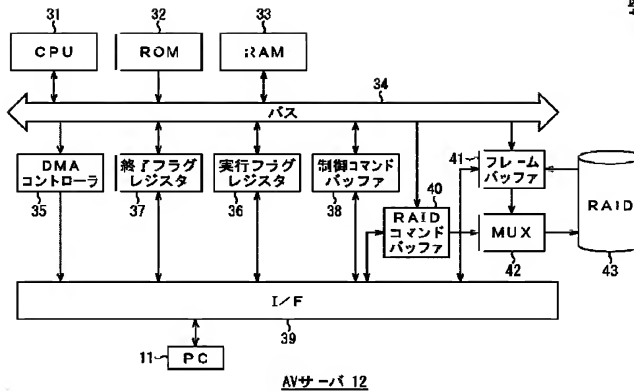 31
32
33
CPU
ROM
RAM
34
バス
DMA
コントローラ
35
終了フラグ
レジスタ
37
実行フラグ
レジスタ
36
制御コマンド
バッファ
38
40
RAID
コマンド
バッファ
41
フレーム
バッファ
MUX
42
RAID
43
I/F
39
11
PC
AVサーバ 12